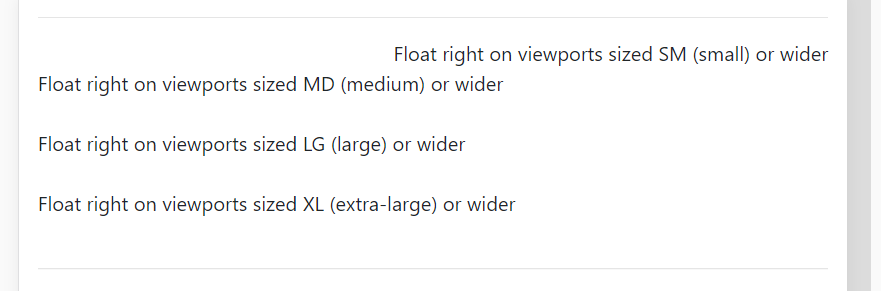 Float right on viewports sized SM (small) or wider
Float right on viewports sized MD (medium) or wider
Float right on viewports sized LG (large) or wider
Float right on viewports sized XL (extra-large) or wider